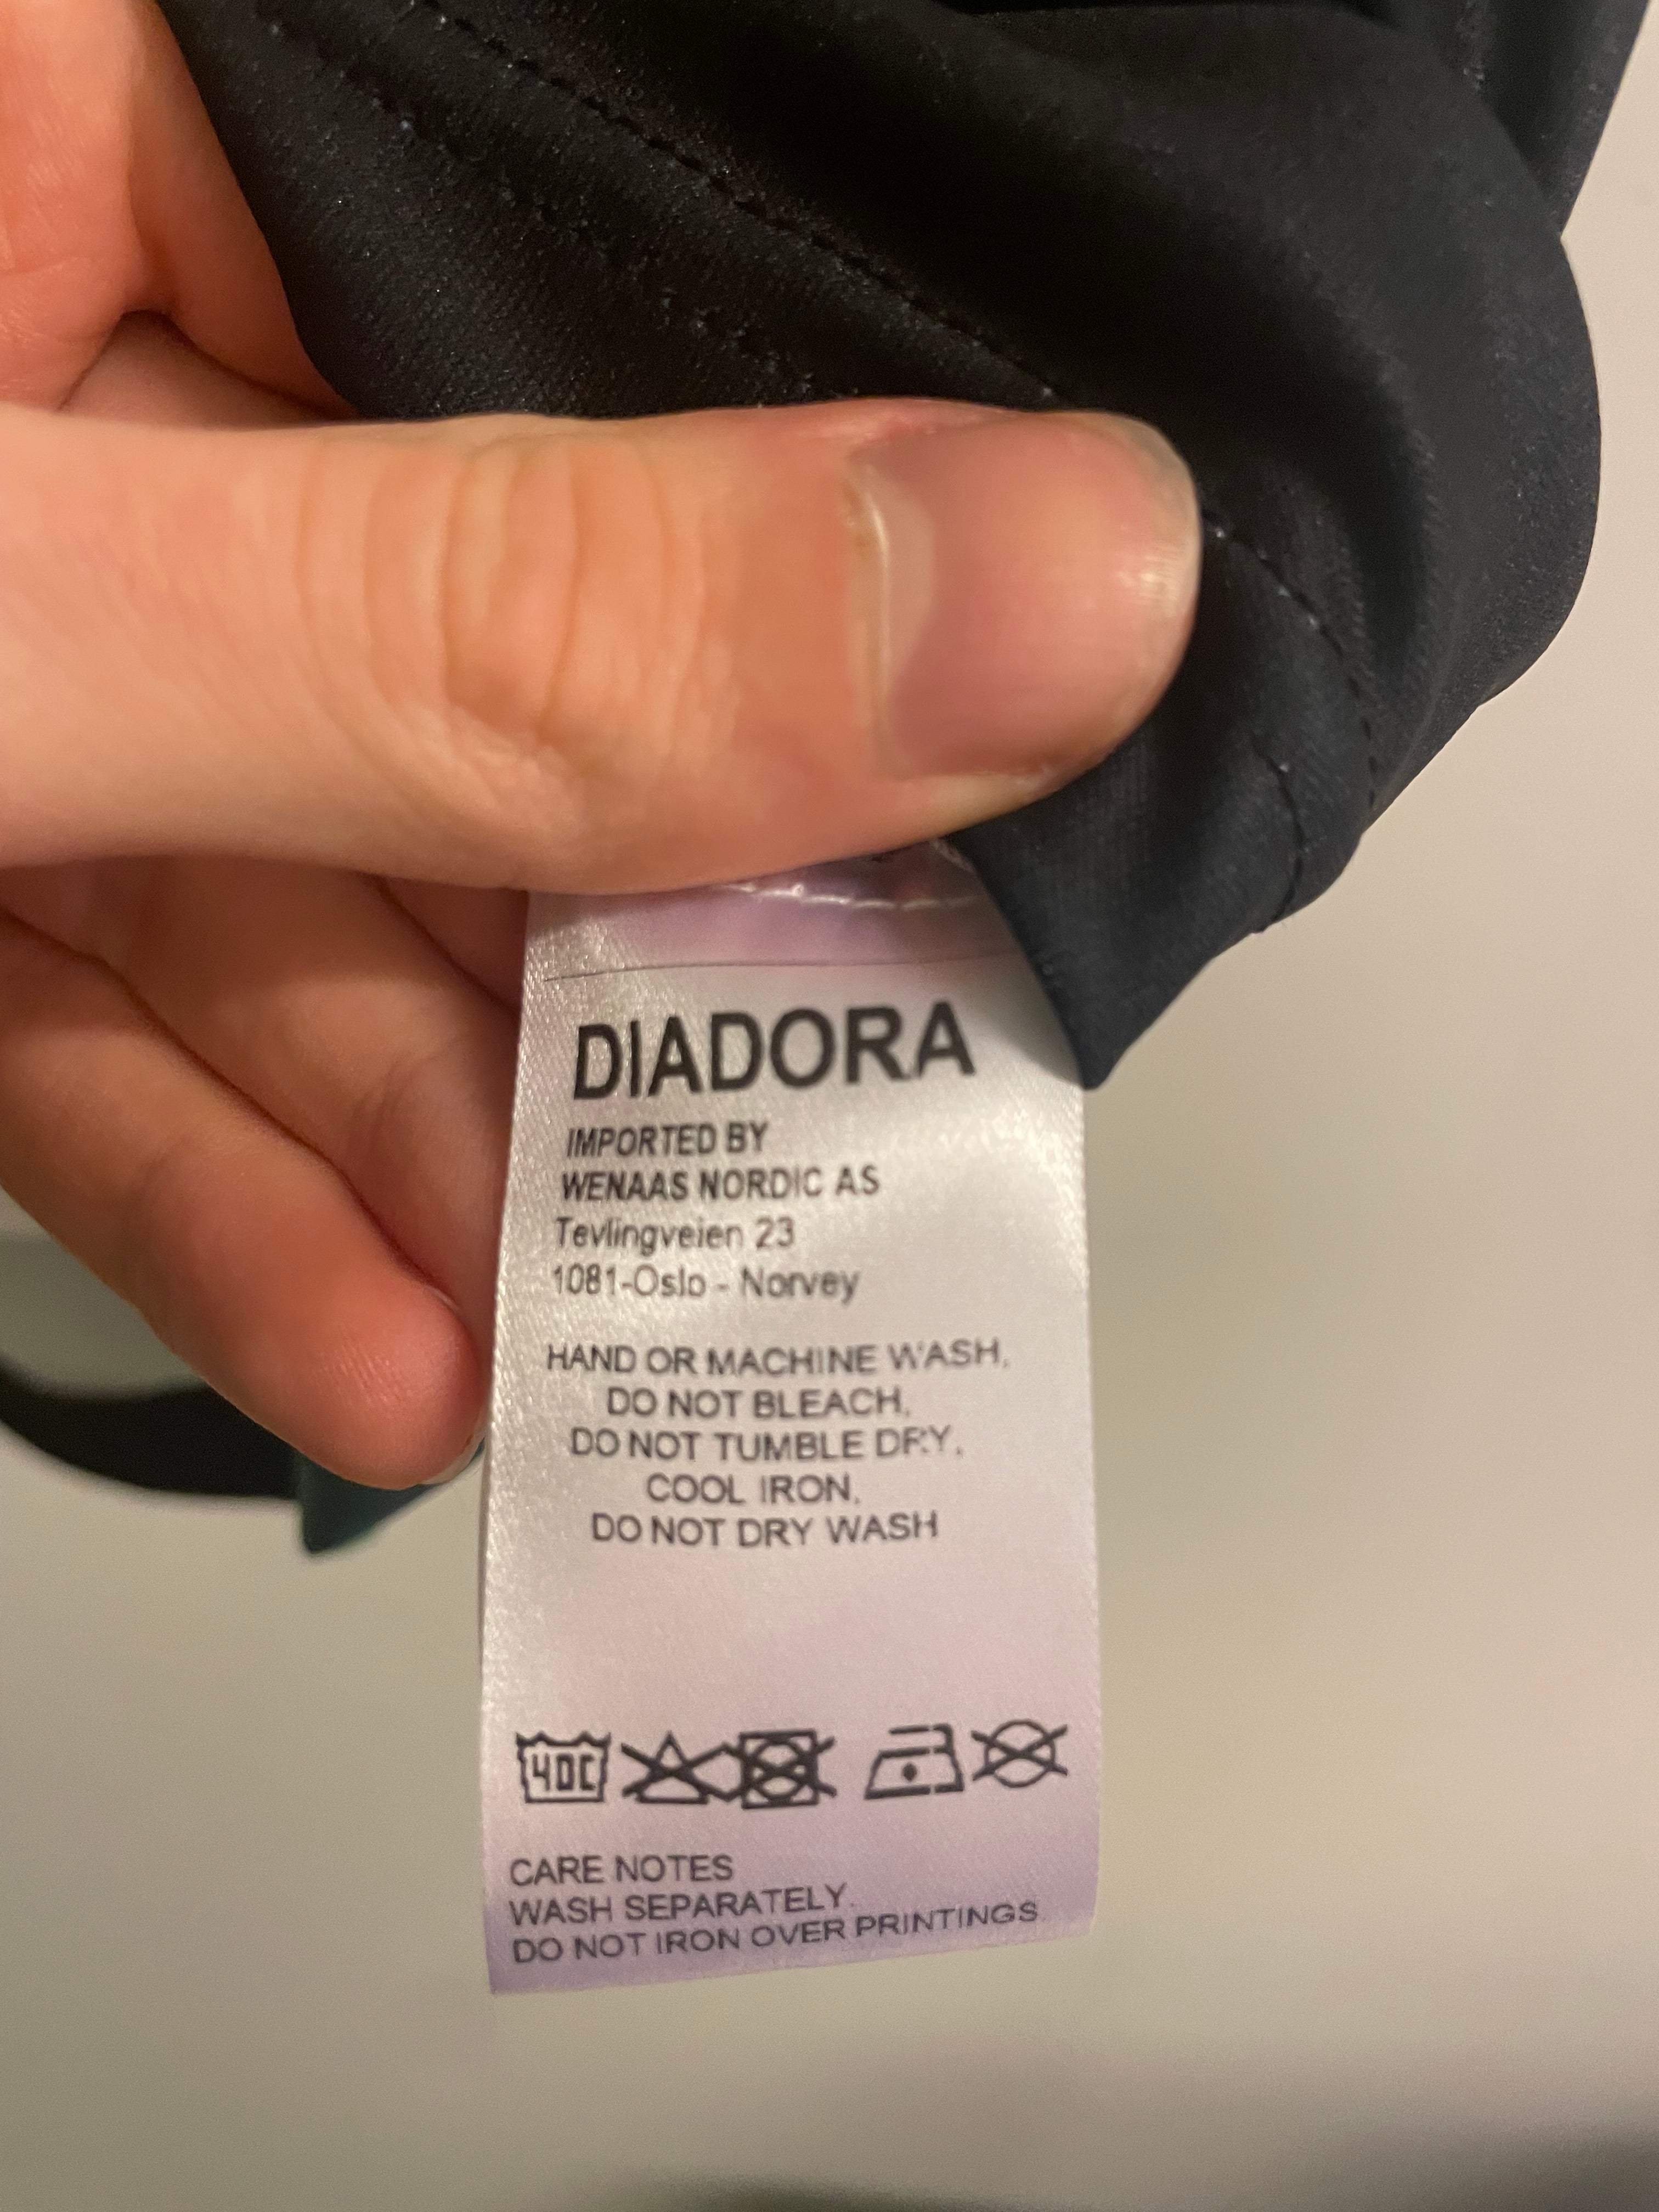 DIADORA
IMPORTED BY
WENAAS NORDIC AS
Tevlingveien 23
1081-Oslo - Norvey
HAND OR MACHINE WASH,
DO NOT BLEACH,
DO NOT TUMBLE DRY,
COOL IRON,
DO NOT DRY WASH
40C
CARE NOTES
WASH SEPARATELY.
DO NOT IRON OVER PRINTINGS.